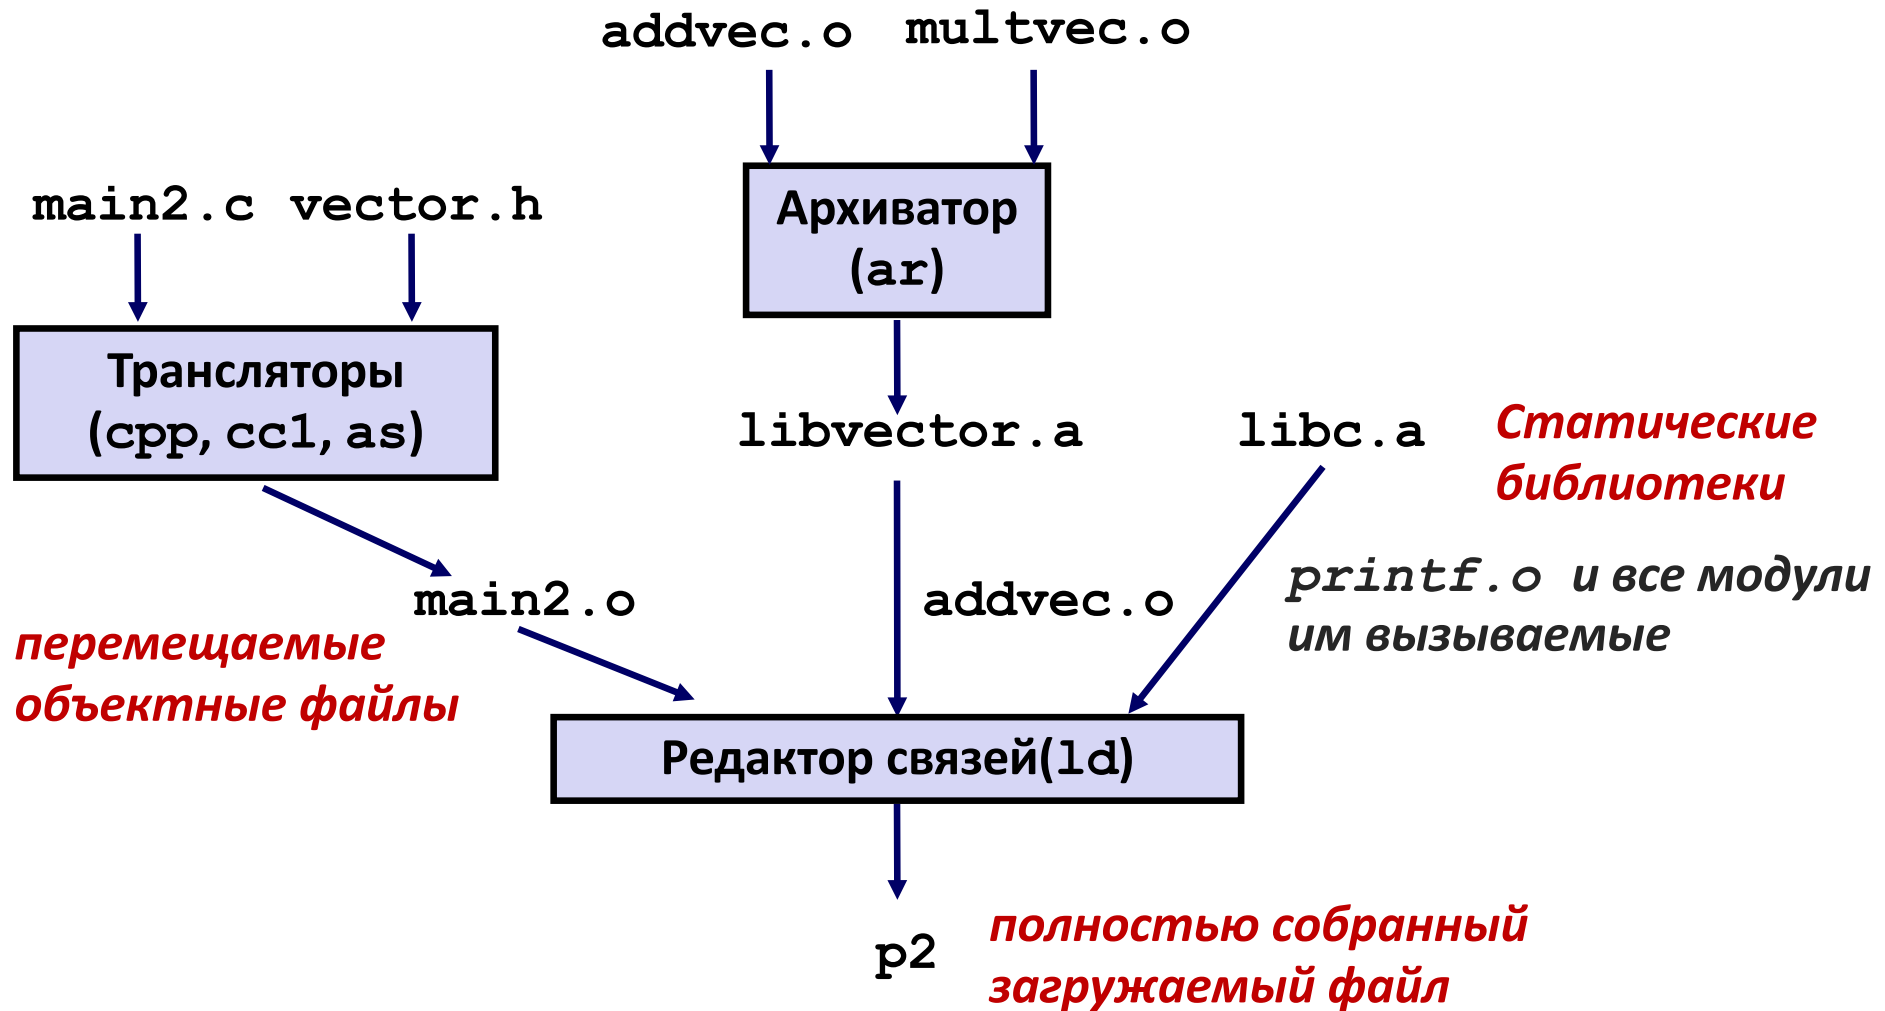 addvec.o multvec.o
main2.c vector.h
Архиватор
(ar)
Трансляторы
(cpp, cc1, as)
libvector.a
libc.a
Статические
библиотеки
main2.o
addvec.o
printf.o и все модули
им вызываемые
перемещаемые
объектные файлы
Редактор связей(ld)
p2
полностью собранный
загружаемый файл